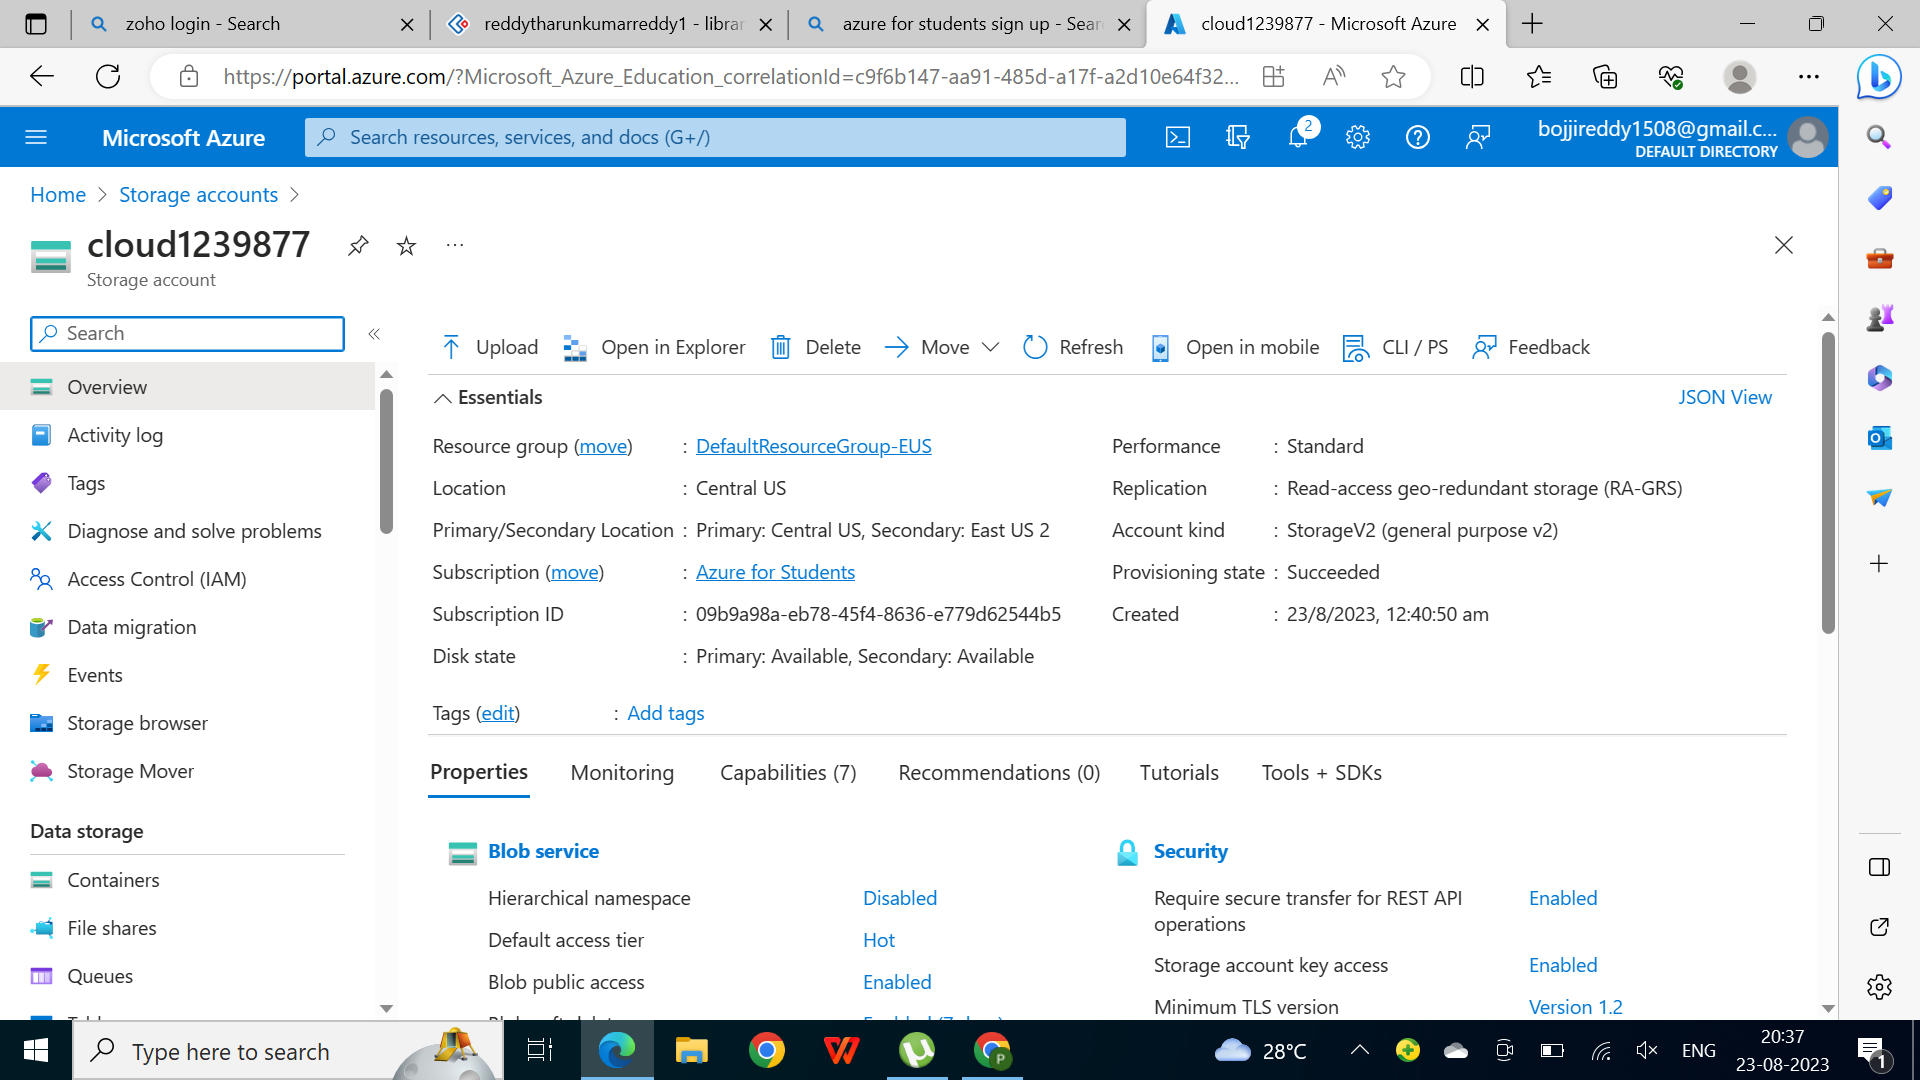 zoho login - Search
reddytharunkumarreddy1 - librar
azure for students sign up - Sear
cloud1239877 - Microsoft Azure
https://portal.azure.com/?Microsoft_Azure_Education_correlationId=c9f6b147-aa91-485d-a17f-a2d10e64f32...
Microsoft Azure
Search resources, services, and docs (G+/)
2
bojjireddy1508@gmail.c...
DEFAULT DIRECTORY
Home > Storage accounts >
cloud1239877
Storage account
Search
Overview
Activity log
Tags
Diagnose and solve problems
Access Control (IAM)
Data migration
Events
Storage browser
Storage Mover
Data storage
Containers
File shares
Queues
Upload Open in Explorer Delete Move Refresh Open in mobile CLI / PS Feedback
Essentials
JSON View
Resource group (move) : DefaultResourceGroup-EUS
Location : Central US
Primary/Secondary Location : Primary: Central US, Secondary: East US 2
Subscription (move) : Azure for Students
Subscription ID : 09b9a98a-eb78-45f4-8636-e779d62544b5
Disk state : Primary: Available, Secondary: Available
Tags (edit) : Add tags
Performance : Standard
Replication : Read-access geo-redundant storage (RA-GRS)
Account kind : StorageV2 (general purpose v2)
Provisioning state : Succeeded
Created : 23/8/2023, 12:40:50 am
Properties Monitoring Capabilities (7) Recommendations (0) Tutorials Tools + SDKs
Blob service
Hierarchical namespace Disabled
Default access tier Hot
Blob public access Enabled
Security
Require secure transfer for REST API
operations Enabled
Storage account key access Enabled
Minimum TLS version Version 1.2
Type here to search
28°C
ENG
20:37
23-08-2023
1